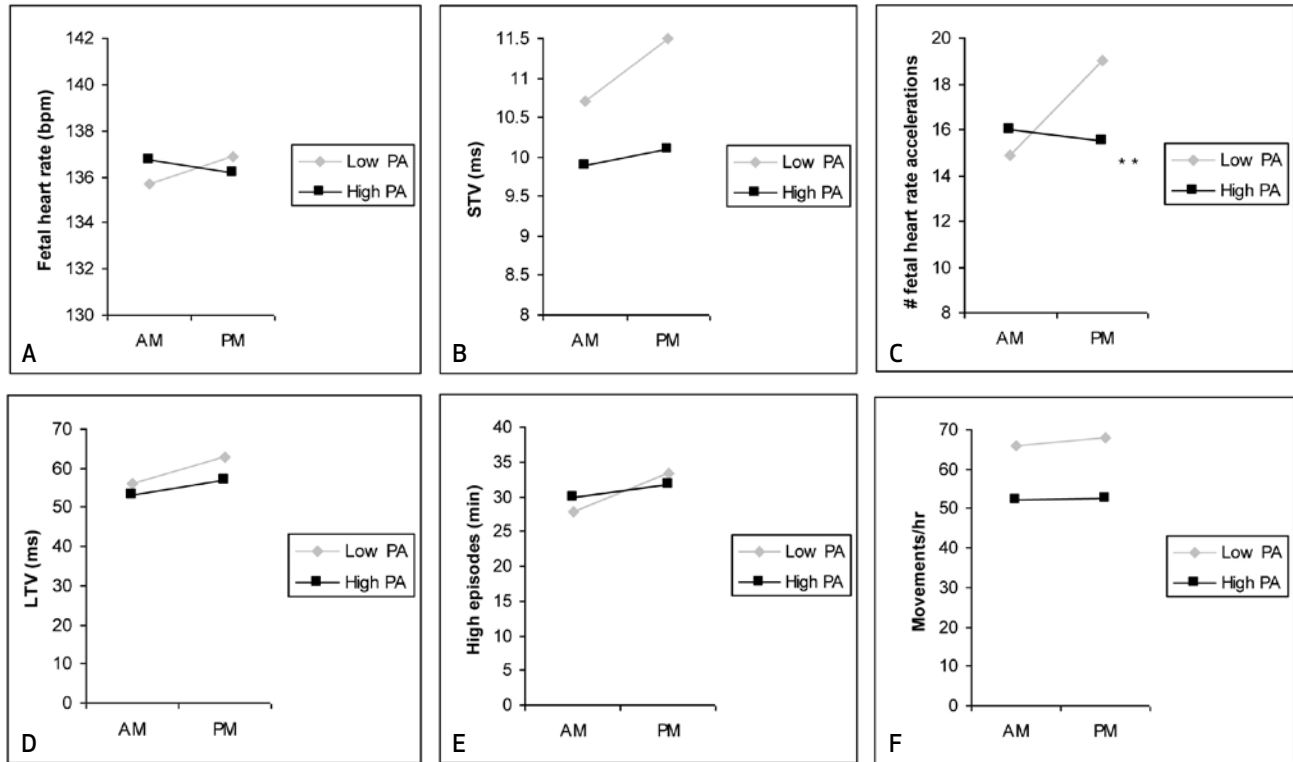 Fetal heart rate (bpm)
142
140
138
136
134
132
130
AM PM
Low PA
High PA
A
STV (ms)
11.5
11
10.5
10
9.5
9
8.5
8
AM PM
Low PA
High PA
B
# fetal heart rate accelerations
20
18
16
14
12
10
8
AM PM
* *
Low PA
High PA
C
LTV (ms)
70
60
50
40
30
20
10
0
AM PM
Low PA
High PA
D
High episodes (min)
40
35
30
25
20
15
10
5
0
AM PM
Low PA
High PA
E
Movements/hr
70
60
50
40
30
20
10
0
AM PM
Low PA
High PA
F